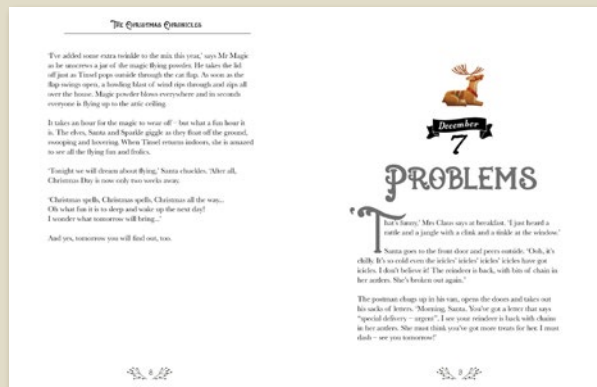 The Christmas Chronicles
'I've added some extra twinkle to the mix this year,' says Mr Magic
as he unscrews a jar of the magic flying powder. He takes the lid
off just as Tinsel pops outside through the cat flap. As soon as the
flap swings open, a howling blast of wind rips through and zips all
over the house. Magic powder blows everywhere and in seconds
everyone is flying up to the attic ceiling.
It takes an hour for the magic to wear off – but what a fun hour it
is. The elves, Santa and Sparkle giggle as they float off the ground,
swooping and hovering. When Tinsel returns indoors, she is amazed
to see all the flying fun and frolics.
'Tonight we will dream about flying,' Santa chuckles. 'After all,
Christmas Day is now only two weeks away.
'Christmas spells, Christmas spells, Christmas all the way...
Oh what fun it is to sleep and wake up the next day!
I wonder what tomorrow will bring...'
And yes, tomorrow you will find out, too.
8
December
7
Problems
'That's funny,' Mrs Claus says at breakfast. 'I just heard a
rattle and a jangle with a clink and a tinkle at the window.'
Santa goes to the front door and peers outside. 'Ooh, it's
chilly. It's so cold even the icicles' icicles' icicles' icicles have got
icicles. I don't believe it! The reindeer is back, with bits of chain in
her antlers. She's broken out again.'
The postman chugs up in his van, opens the doors and takes out
his sacks of letters. 'Morning, Santa. You've got a letter that says
"special delivery – urgent". I see your reindeer is back with chains
in her antlers. She must think you've got more treats for her. I must
dash – see you tomorrow!'